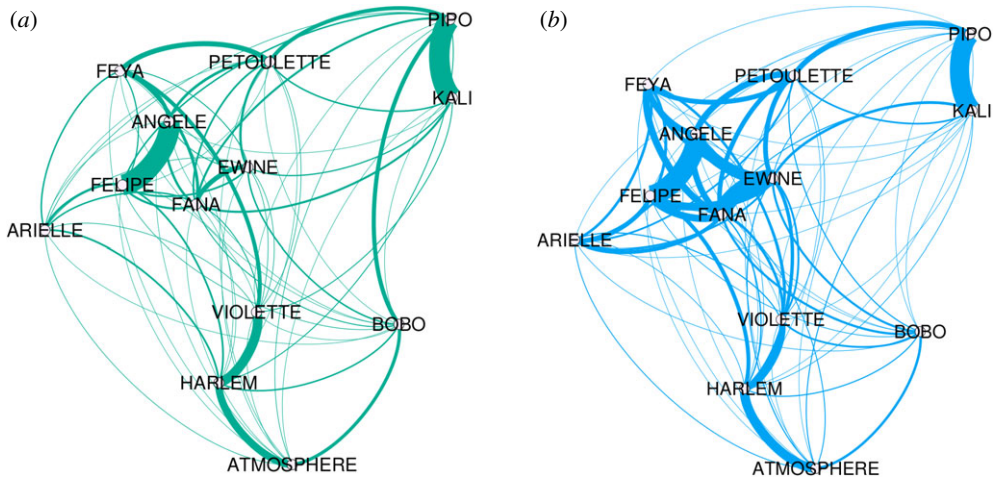 (a)
PIPO
PETOULETTE
FEYA
KALI
ANGELE
EWINE
FELIPE
FANA
ARIELLE
VIOLETTE
BOBO
HARLEM
ATMOSPHERE
(b)
PIPO
PETOULETTE
FEYA
KALI
ANGELE
EWINE
FELIPE
FANA
ARIELLE
VIOLETTE
BOBO
HARLEM
ATMOSPHERE